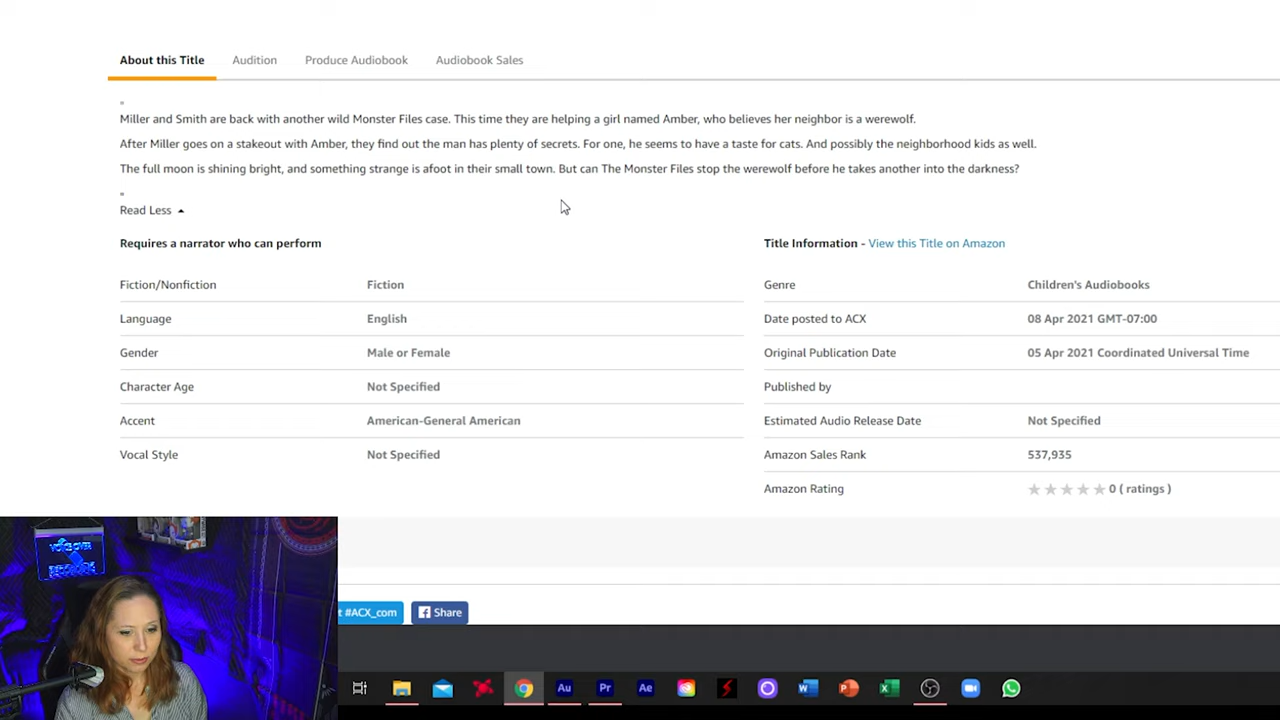 About this Title Audition Produce Audiobook Audiobook Sales
"
Miller and Smith are back with another wild Monster Files case. This time they are helping a girl named Amber, who believes her neighbor is a werewolf.
After Miller goes on a stakeout with Amber, they find out the man has plenty of secrets. For one, he seems to have a taste for cats. And possibly the neighborhood kids as well.
The full moon is shining bright, and something strange is afoot in their small town. But can The Monster Files stop the werewolf before he takes another into the darkness?
"
Read Less
Requires a narrator who can perform
Fiction/Nonfiction Fiction
Language English
Gender Male or Female
Character Age Not Specified
Accent American-General American
Vocal Style Not Specified
Title Information - View this Title on Amazon
Genre Children's Audiobooks
Date posted to ACX 08 Apr 2021 GMT-07:00
Original Publication Date 05 Apr 2021 Coordinated Universal Time
Published by
Estimated Audio Release Date Not Specified
Amazon Sales Rank 537,935
Amazon Rating 0 ( ratings )
#ACX_com Share
VOICE OVER
Au Pr Ae